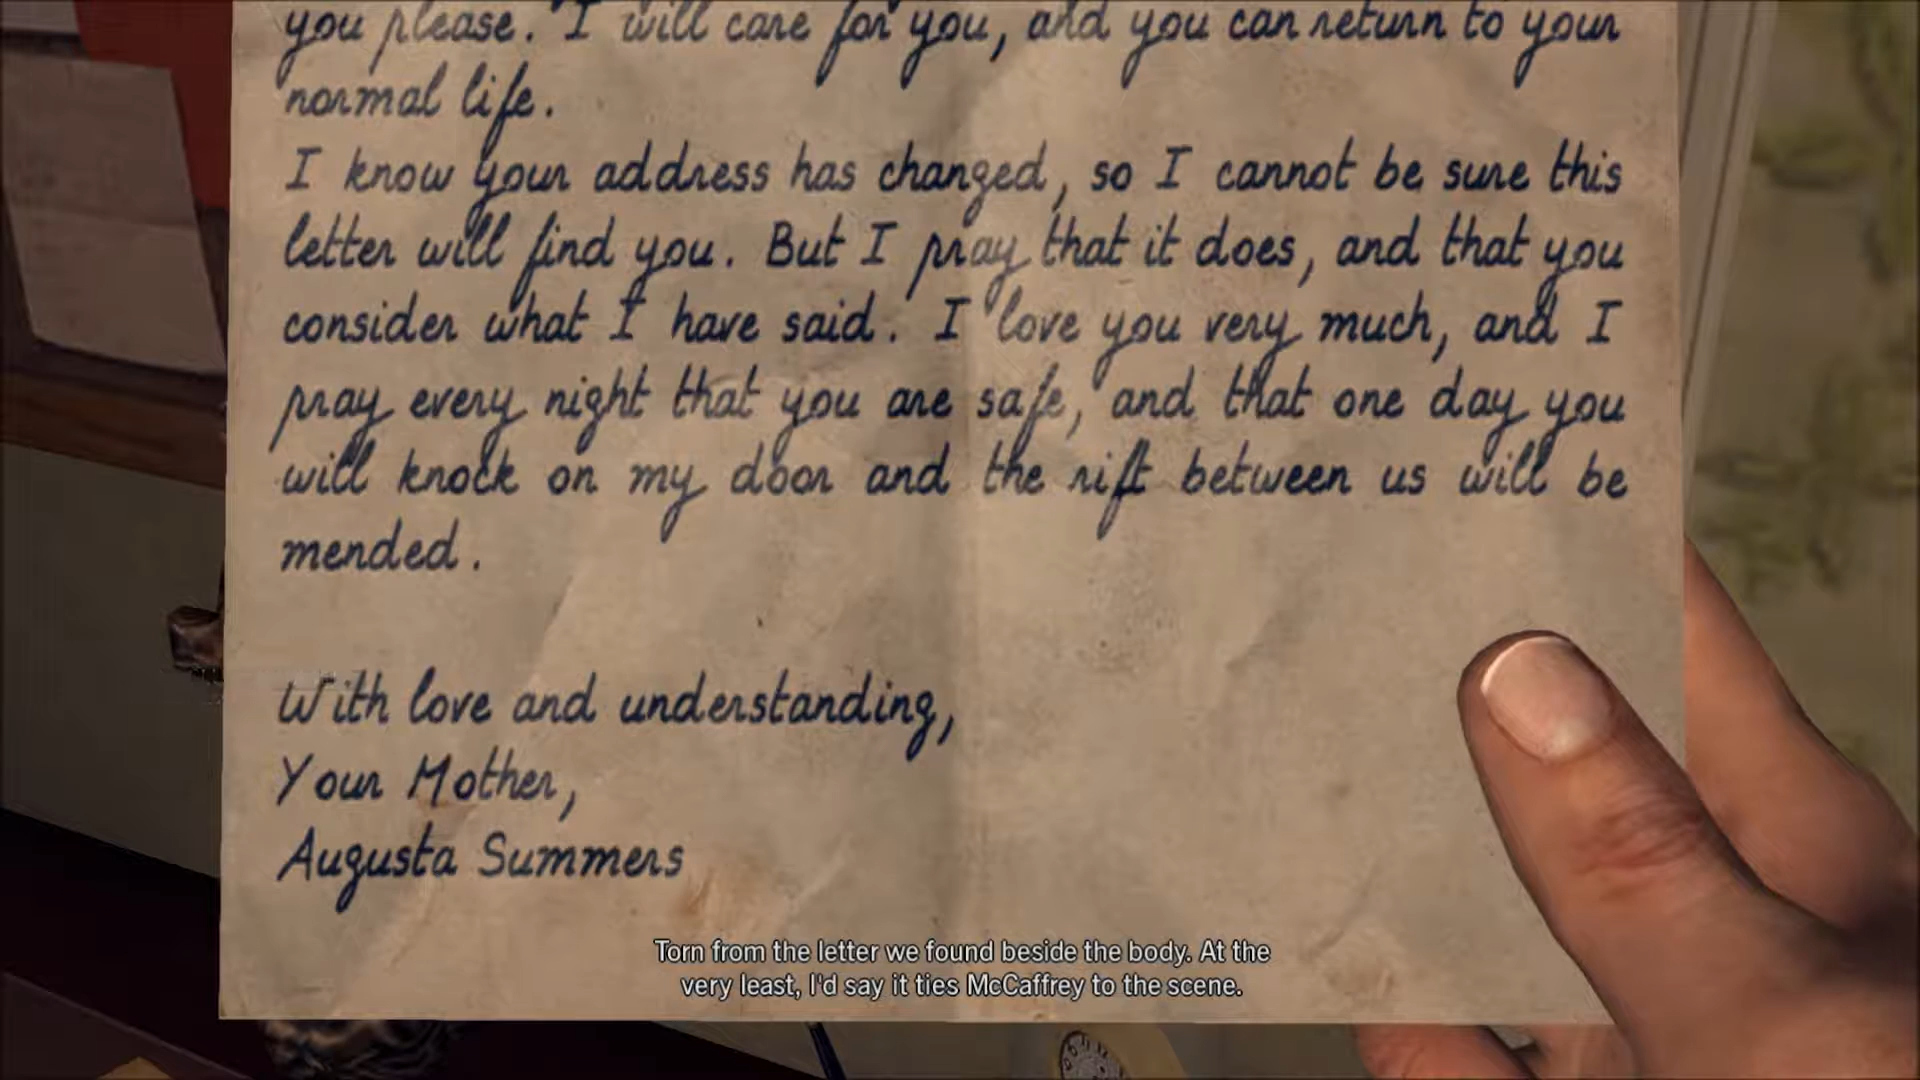 you please. I will care for you, and you can return to your
normal life.
I know your address has changed, so I cannot be sure this
letter will find you. But I pray that it does, and that you
consider what I have said. I love you very much, and I
pray every night that you are safe, and that one day you
will knock on my door and the rift between us will be
mended.
With love and understanding,
Your Mother,
Augusta Summers
Torn from the letter we found beside the body. At the
very least, I'd say it ties McCaffrey to the scene.